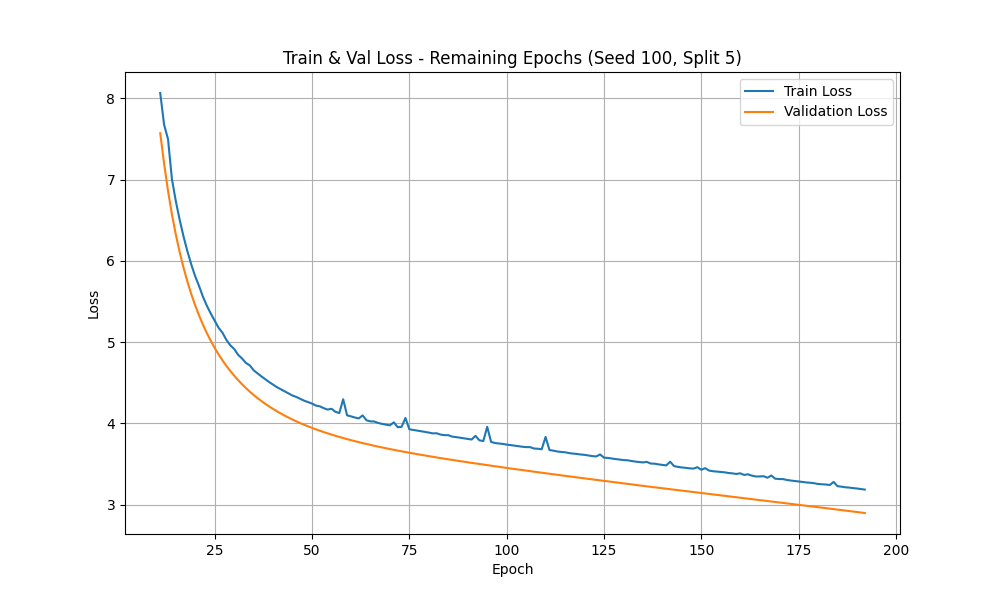 Train & Val Loss - Remaining Epochs (Seed 100, Split 5)
Train Loss
Validation Loss
8
7
6
5
4
3
Loss
25 50 75 100 125 150 175 200
Epoch